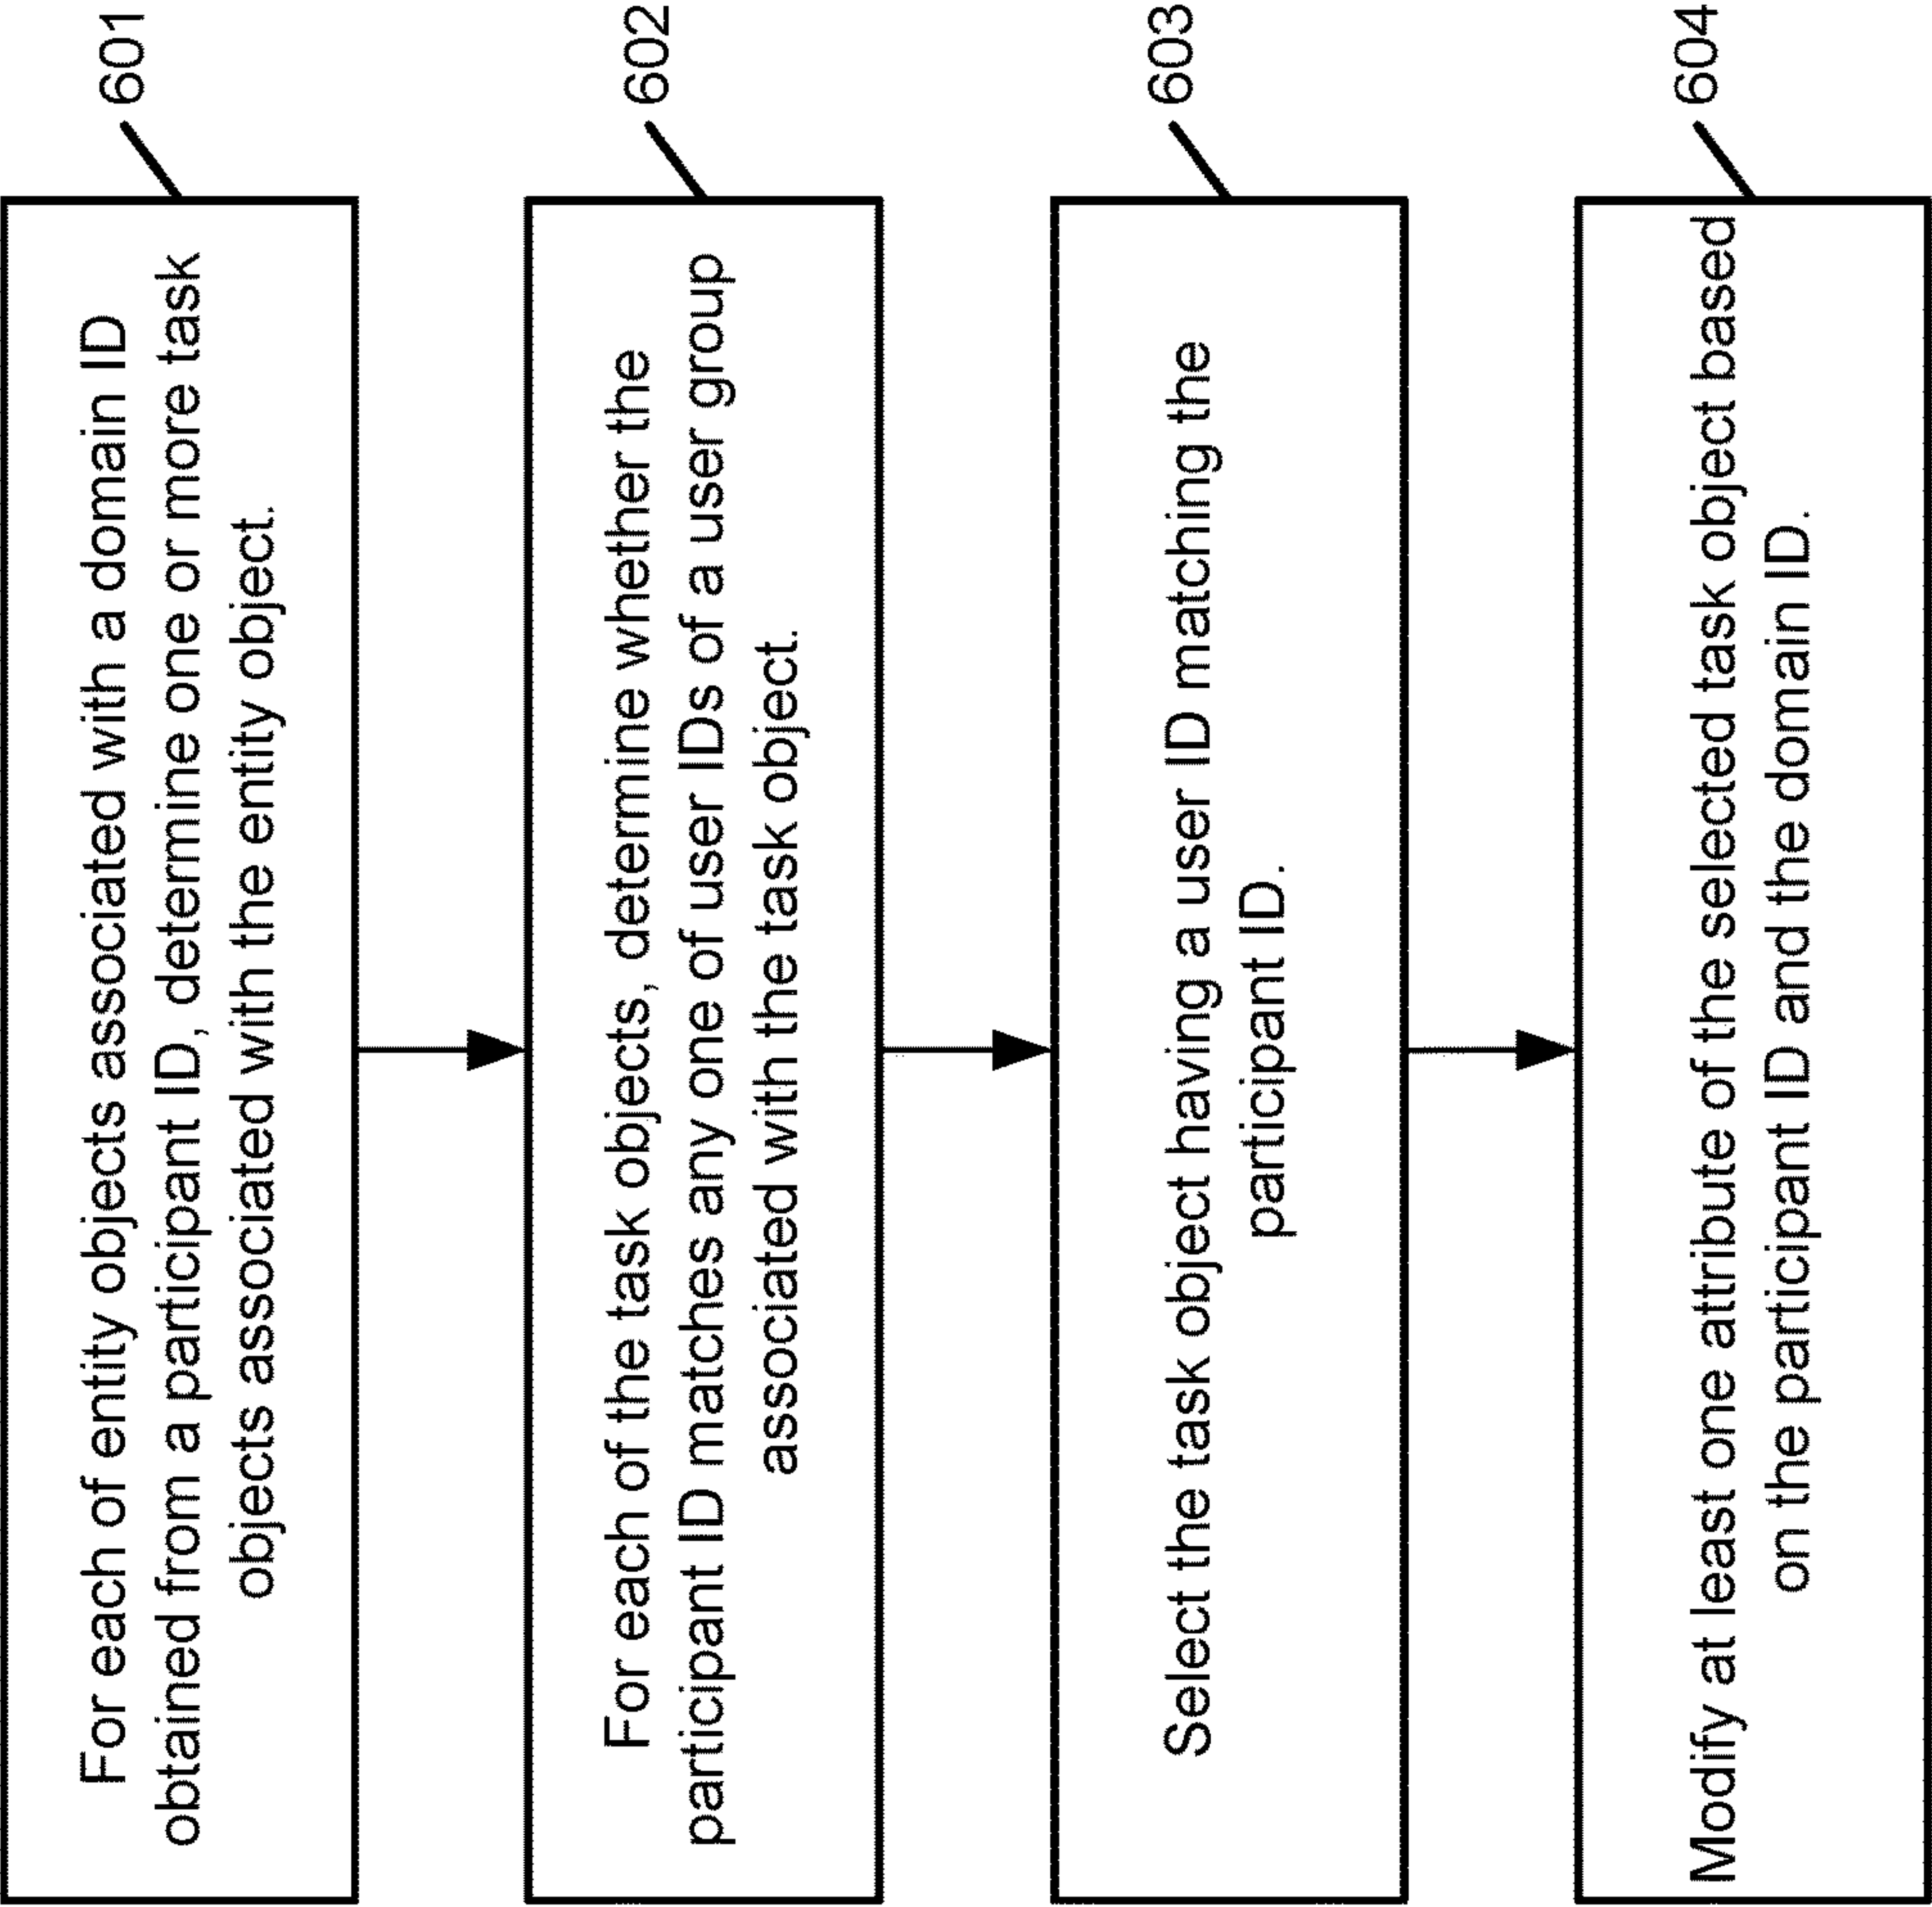 For each of entity objects associated with a domain ID
obtained from a participant ID, determine one or more task
objects associated with the entity object.
601
For each of the task objects, determine whether the
participant ID matches any one of user IDs of a user group
associated with the task object.
602
Select the task object having a user ID matching the
participant ID.
603
Modify at least one attribute of the selected task object based
on the participant ID and the domain ID.
604